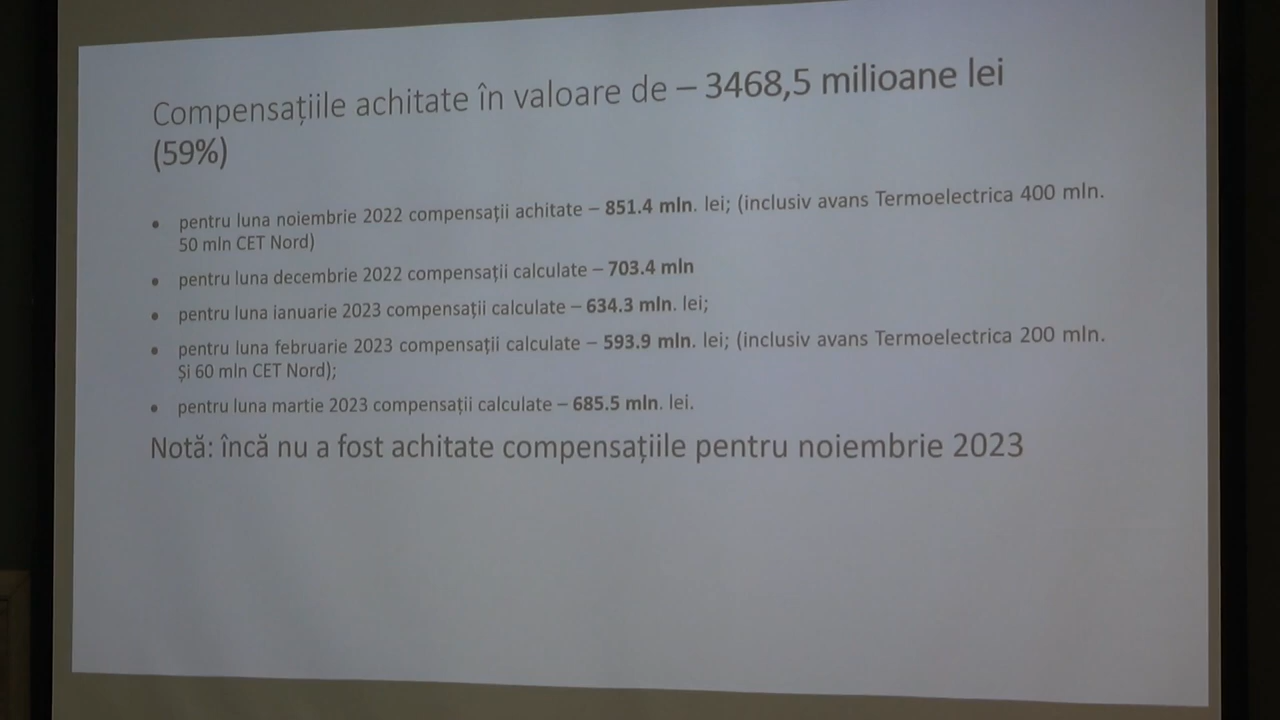 Compensațiile achitate în valoare de – 3468,5 milioane lei
(59%)
• pentru luna noiembrie 2022 compensații achitate – 851.4 mln. lei; (inclusiv avans Termoelectrica 400 mln.
50 mln CET Nord)
• pentru luna decembrie 2022 compensații calculate – 703.4 mln
• pentru luna ianuarie 2023 compensații calculate – 634.3 mln. lei;
• pentru luna februarie 2023 compensații calculate – 593.9 mln. lei; (inclusiv avans Termoelectrica 200 mln.
Și 60 mln CET Nord);
• pentru luna martie 2023 compensații calculate – 685.5 mln. lei.
Notă: încă nu a fost achitate compensațiile pentru noiembrie 2023